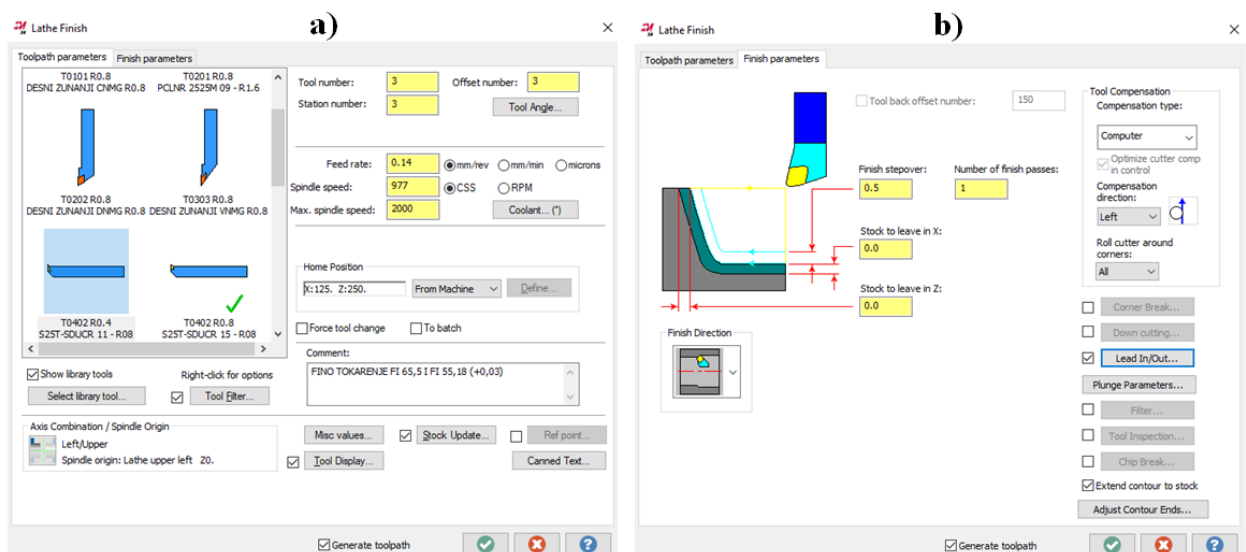 a)
Lathe Finish
Toolpath parameters Finish parameters
T0101 R0.8 T0201 R0.8
DESNI ZUNANJI CNMG R0.8 PCLNR 2525M 09 - R1.6
T0202 R0.8 T0303 R0.8
DESNI ZUNANJI DNMG R0.8 DESNI ZUNANJI VNMG R0.8
T0402 R0.4 T0402 R0.8
S25T-SDUCR 11 - R08 S25T-SDUCR 15 - R08
Show library tools Right-click for options
Select library tool... Tool Filter...
Axis Combination / Spindle Origin
Left/Upper
Spindle origin: Lathe upper left Z0.
Tool number: 3 Offset number: 3
Station number: 3 Tool Angle...
Feed rate: 0.14 mm/rev mm/min microns
Spindle speed: 977 CSS RPM
Max. spindle speed: 2000 Coolant... (*)
Home Position
X:125. Z:250. From Machine Define...
Force tool change To batch
Comment:
FINO TOKARENJE FI 65,5 I FI 55,18 (+0,03)
Misc values... Stock Update... Ref point...
Tool Display... Canned Text...
Generate toolpath
b)
Lathe Finish
Toolpath parameters Finish parameters
Tool back offset number: 150
Finish stepover: Number of finish passes:
0.5 1
Stock to leave in X:
0.0
Stock to leave in Z:
0.0
Finish Direction
Tool Compensation
Compensation type:
Computer
Optimize cutter comp
in control
Compensation
direction:
Left
Roll cutter around
corners:
All
Corner Break...
Down cutting...
Lead In/Out...
Plunge Parameters...
Filter...
Tool Inspection...
Chip Break...
Extend contour to stock
Adjust Contour Ends...
Generate toolpath